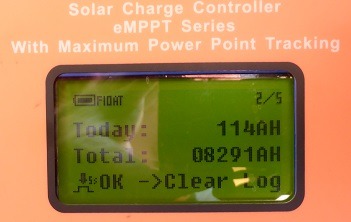 Solar Charge Controller
eMPPT Series
With Maximum Power Point Tracking
FlOAT 2/5
Today: 114AH
Total: 08291AH
5s OK ->Clear Log